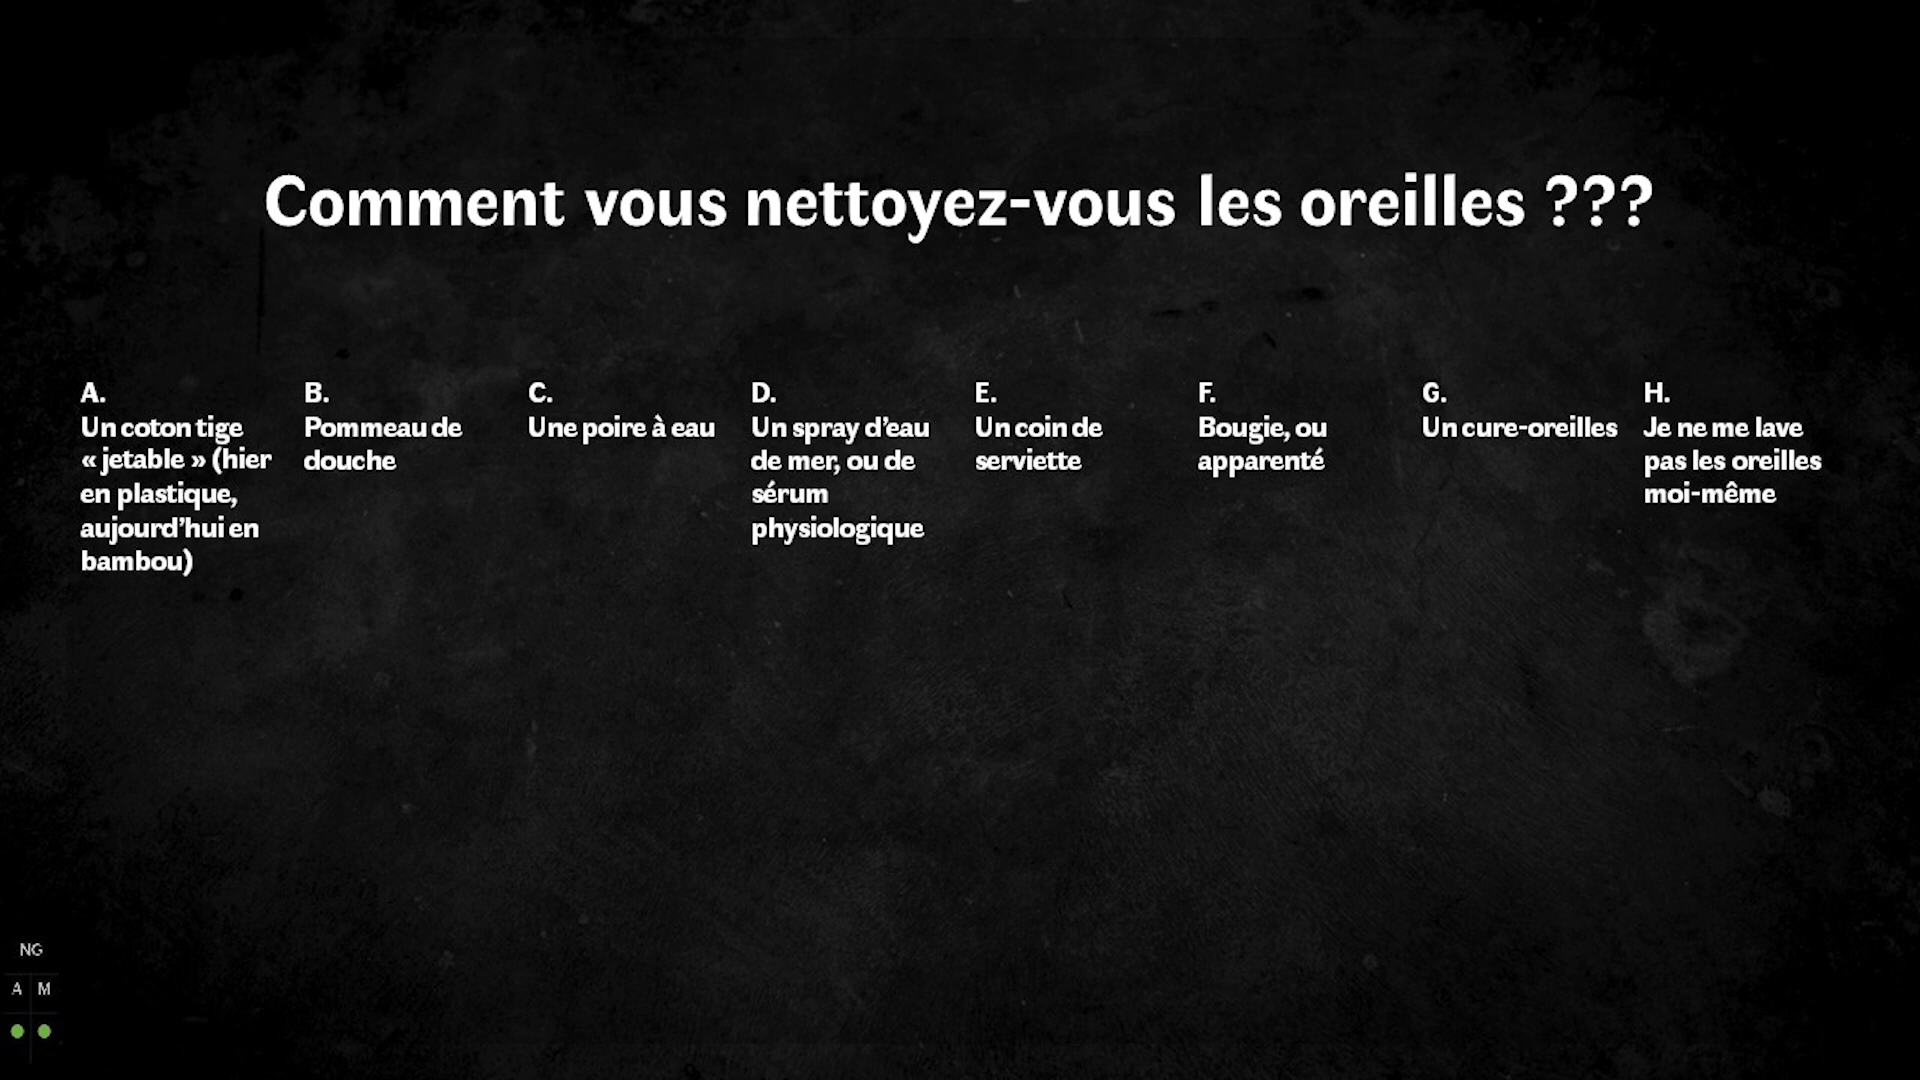 Comment vous nettoyez-vous les oreilles ???
A.
Un coton tige
« jetable » (hier
en plastique,
aujourd’hui en
bambou)
B.
Pommeau de
douche
C.
Une poire à eau
D.
Un spray d’eau
de mer, ou de
sérum
physiologique
E.
Un coin de
serviette
F.
Bougie, ou
apparenté
G.
Un cure-oreilles
H.
Je ne me lave
pas les oreilles
moi-même
NG
A M